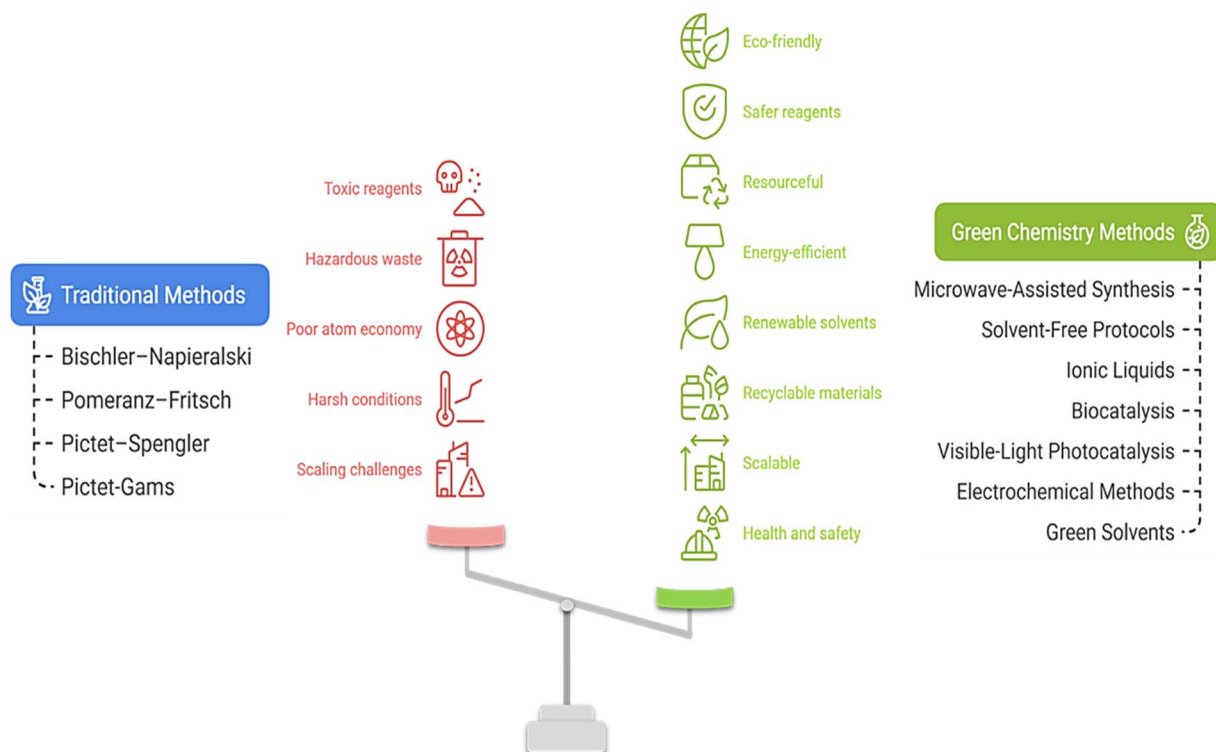 Traditional Methods
Bischler–Napieralski
Pomeranz–Fritsch
Pictet–Spengler
Pictet-Gams
Toxic reagents
Hazardous waste
Poor atom economy
Harsh conditions
Scaling challenges
Eco-friendly
Safer reagents
Resourceful
Energy-efficient
Renewable solvents
Recyclable materials
Scalable
Health and safety
Green Chemistry Methods
Microwave-Assisted Synthesis
Solvent-Free Protocols
Ionic Liquids
Biocatalysis
Visible-Light Photocatalysis
Electrochemical Methods
Green Solvents